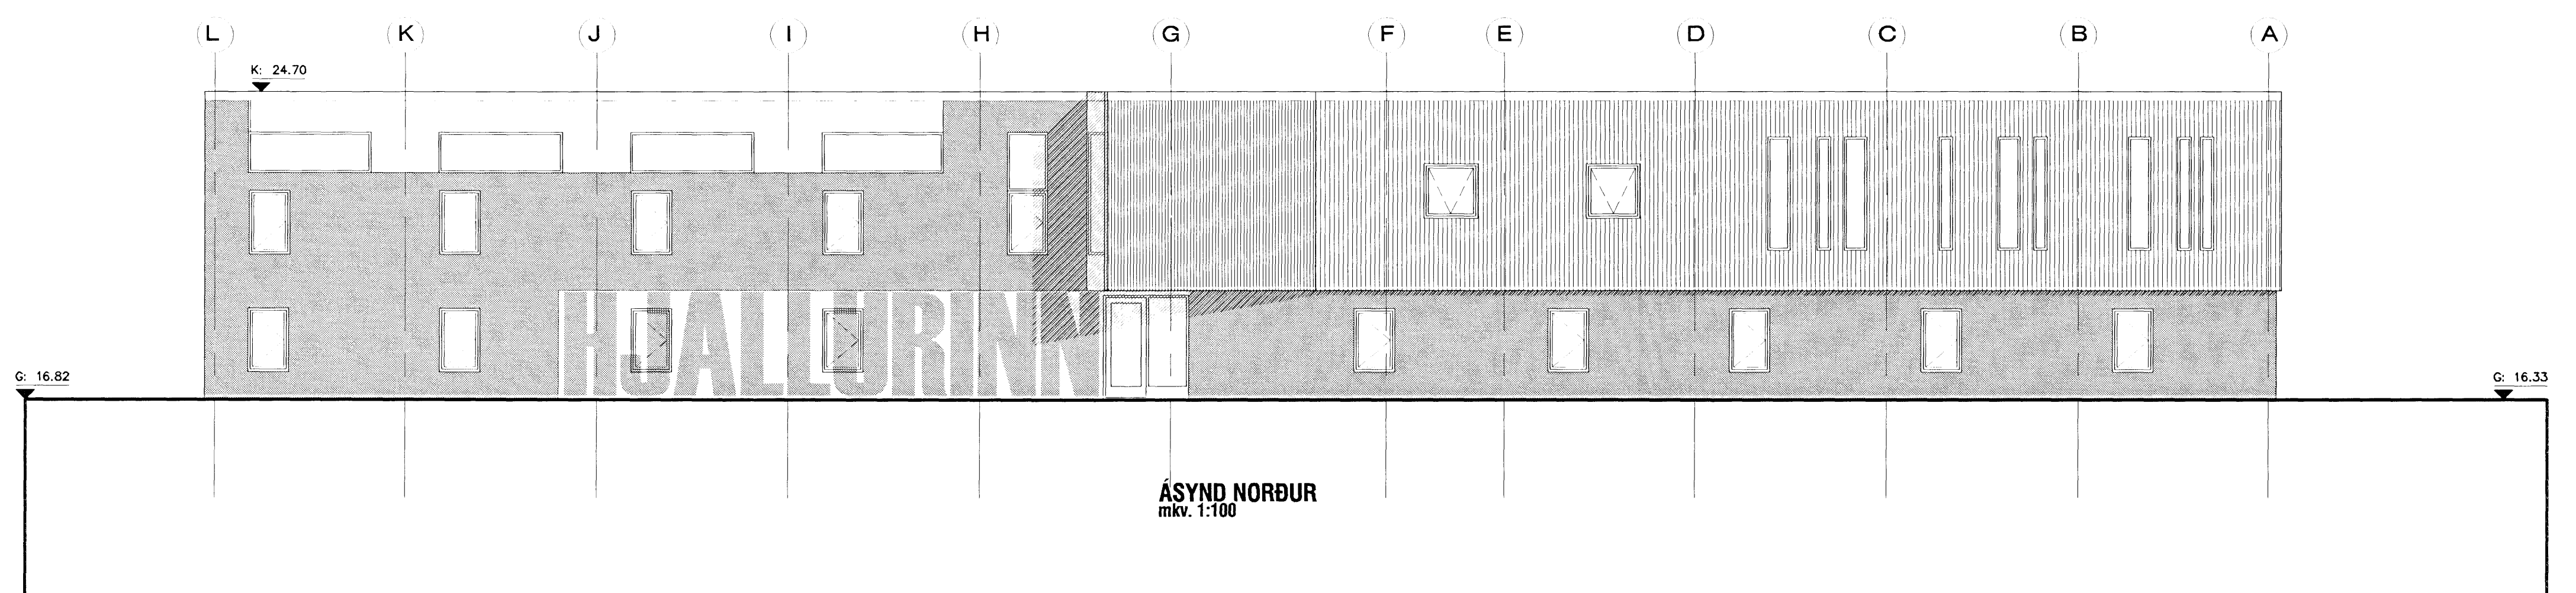 L K J I H G F E D C B A
K: 24.70
HJALLURINN
G: 16.82
G: 16.33
ÁSYND NORÐUR
mkv. 1:100